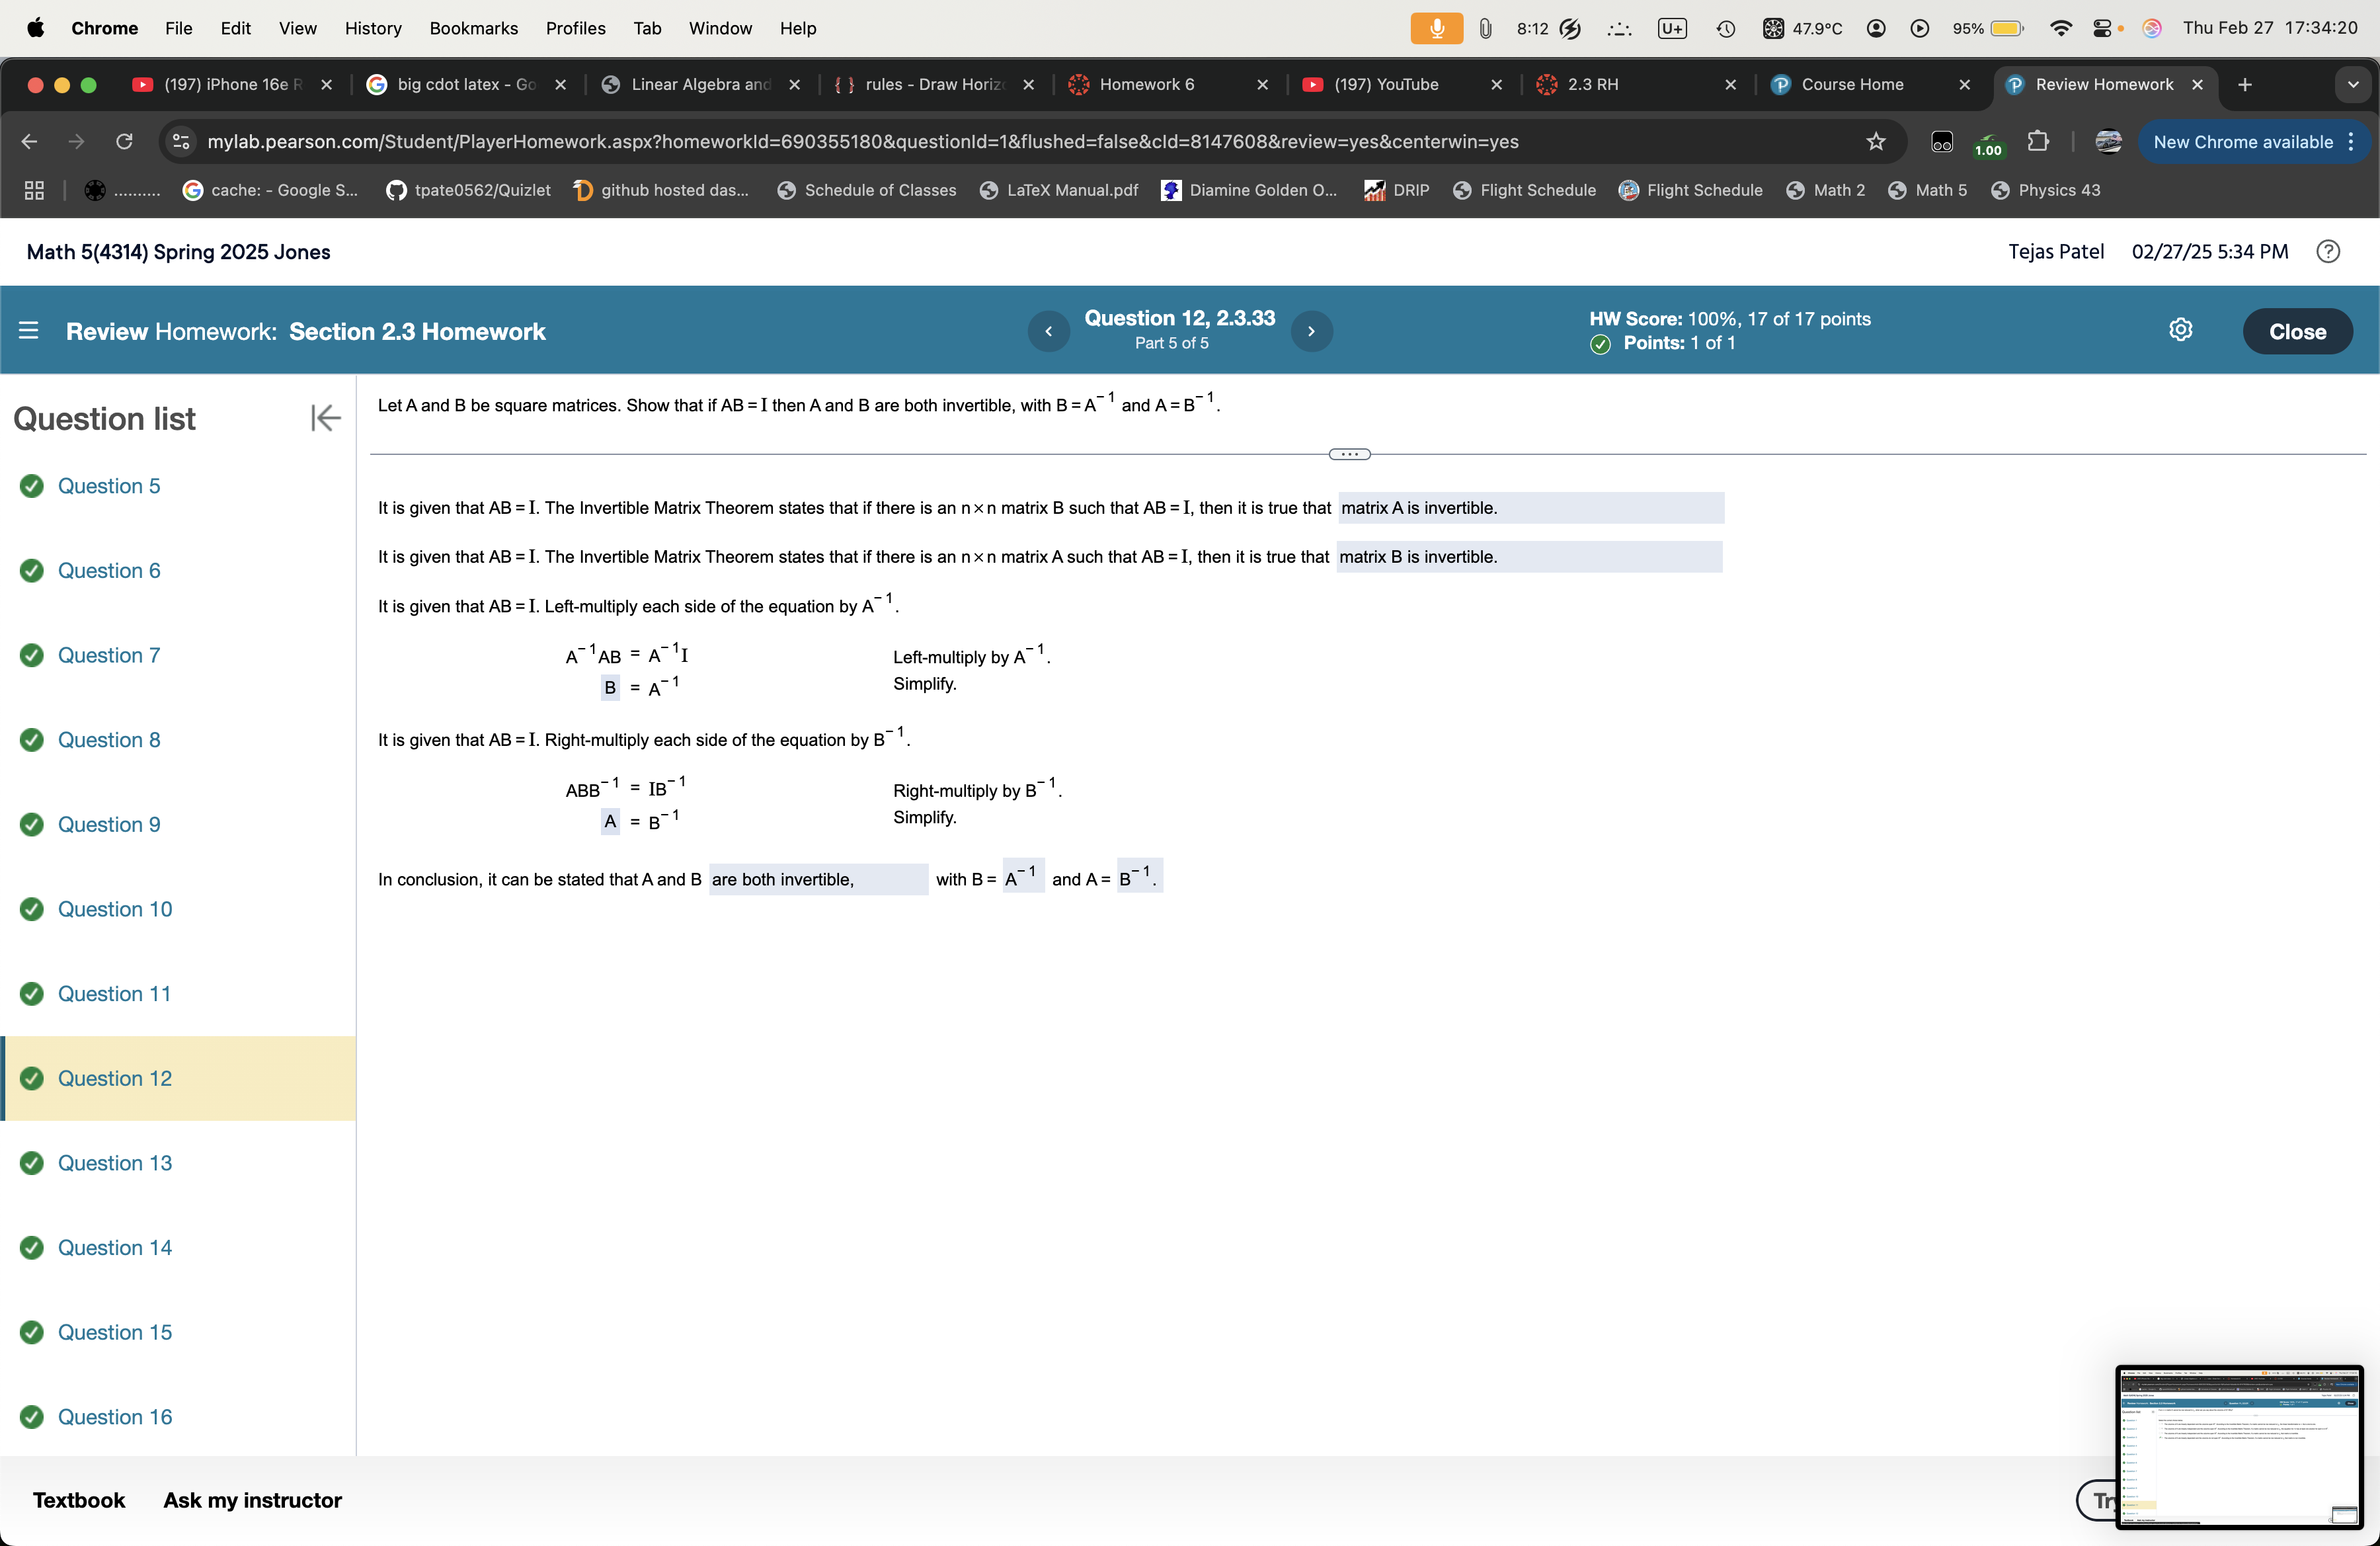 Chrome File Edit View History Bookmarks Profiles Tab Window Help 8:12 U+ 47.9°C 95% Thu Feb 27 17:34:20
(197) iPhone 16e R big cdot latex - Go Linear Algebra and { } rules - Draw Horizo Homework 6 (197) YouTube 2.3 RH Course Home Review Homework
mylab.pearson.com/Student/PlayerHomework.aspx?homeworkId=690355180&questionId=1&flushed=false&cId=8147608&review=yes&centerwin=yes 1.00 New Chrome available
.......... cache: - Google S... tpate0562/Quizlet github hosted das... Schedule of Classes LaTeX Manual.pdf Diamine Golden O... DRIP Flight Schedule Flight Schedule Math 2 Math 5 Physics 43
Math 5(4314) Spring 2025 Jones Tejas Patel 02/27/25 5:34 PM ?
Review Homework: Section 2.3 Homework
Question 12, 2.3.33
Part 5 of 5
HW Score: 100%, 17 of 17 points
Points: 1 of 1
Close
Question list
Question 5
Question 6
Question 7
Question 8
Question 9
Question 10
Question 11
Question 12
Question 13
Question 14
Question 15
Question 16
Let A and B be square matrices. Show that if AB = I then A and B are both invertible, with B = A⁻¹ and A = B⁻¹.
It is given that AB = I. The Invertible Matrix Theorem states that if there is an n × n matrix B such that AB = I, then it is true that matrix A is invertible.
It is given that AB = I. The Invertible Matrix Theorem states that if there is an n × n matrix A such that AB = I, then it is true that matrix B is invertible.
It is given that AB = I. Left-multiply each side of the equation by A⁻¹.
A⁻¹AB = A⁻¹I Left-multiply by A⁻¹.
B = A⁻¹ Simplify.
It is given that AB = I. Right-multiply each side of the equation by B⁻¹.
ABB⁻¹ = IB⁻¹ Right-multiply by B⁻¹.
A = B⁻¹ Simplify.
In conclusion, it can be stated that A and B are both invertible, with B = A⁻¹ and A = B⁻¹.
Textbook Ask my instructor